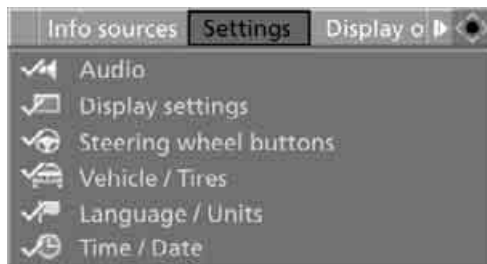 Info sources Settings Display o
Audio
Display settings
Steering wheel buttons
Vehicle / Tires
Language / Units
Time / Date